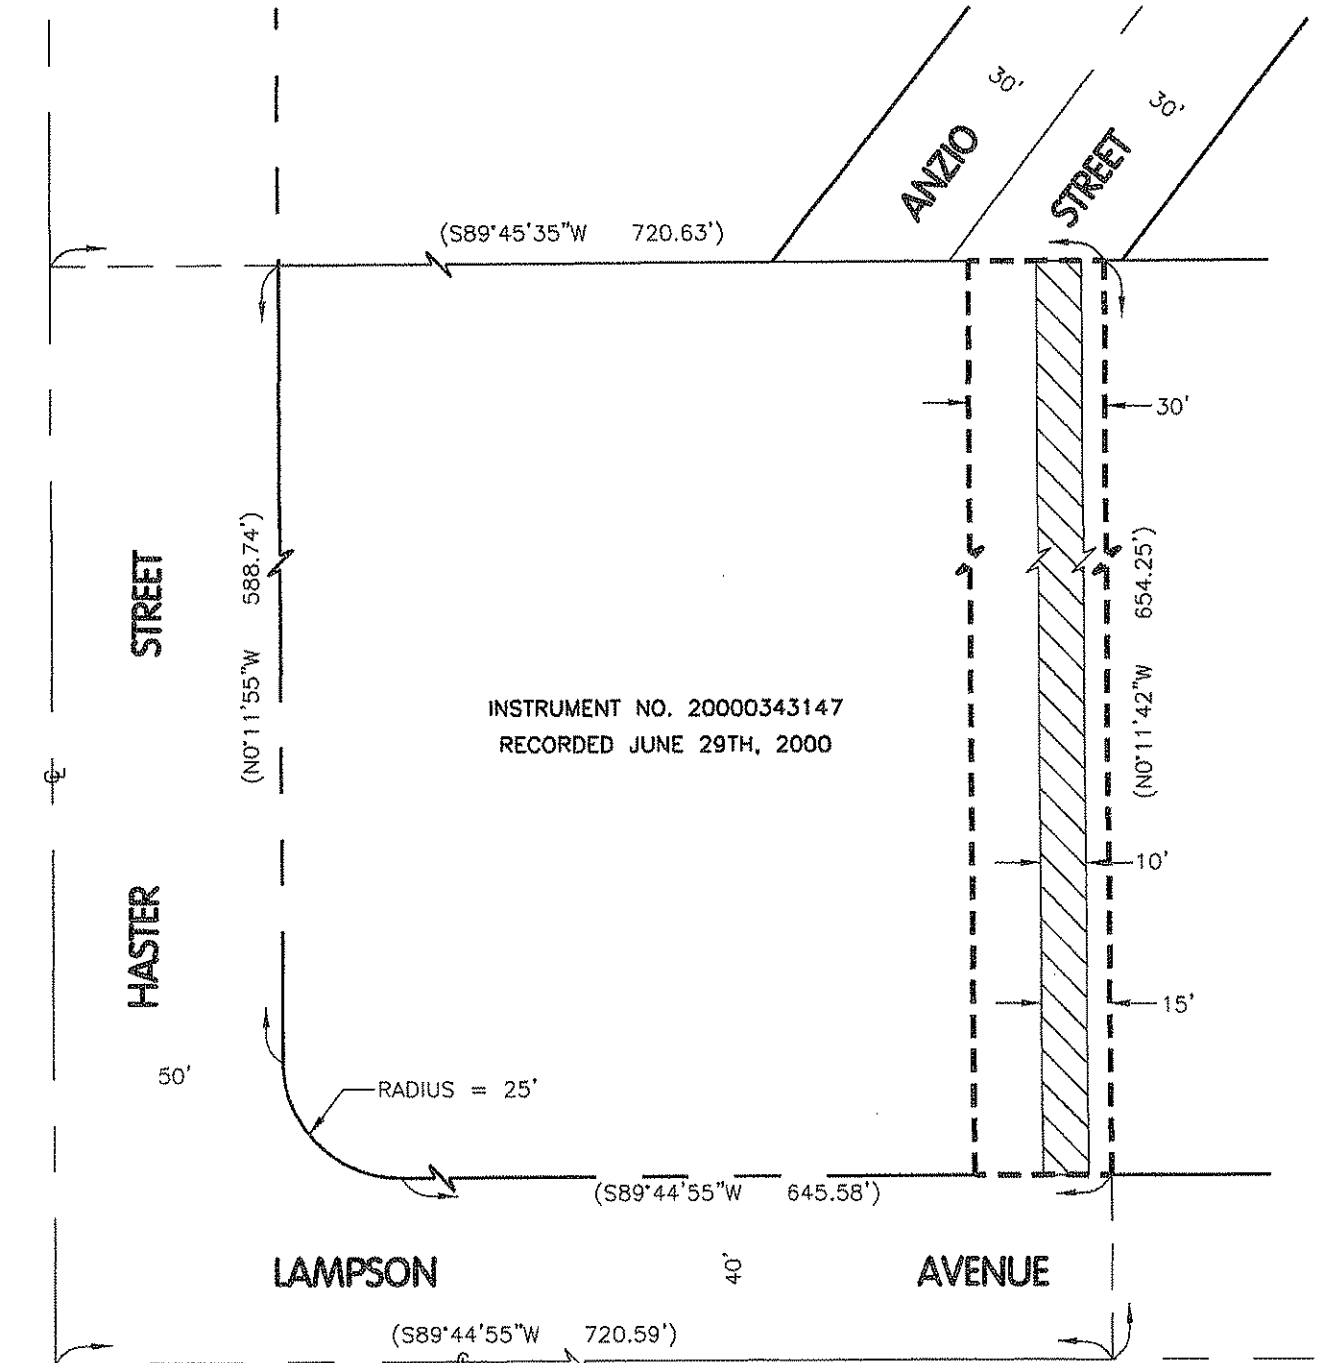 30'
30'
ANZIO
STREET
(S89°45'35"W 720.63')
30'
STREET
(N0°11'55"W 588.74')
(N0°11'42"W 654.25')
INSTRUMENT NO. 20000343147
RECORDED JUNE 29TH, 2000
℄
10'
HASTER
15'
50'
RADIUS = 25'
(S89°44'55"W 645.58')
LAMPSON
40'
AVENUE
(S89°44'55"W 720.59')